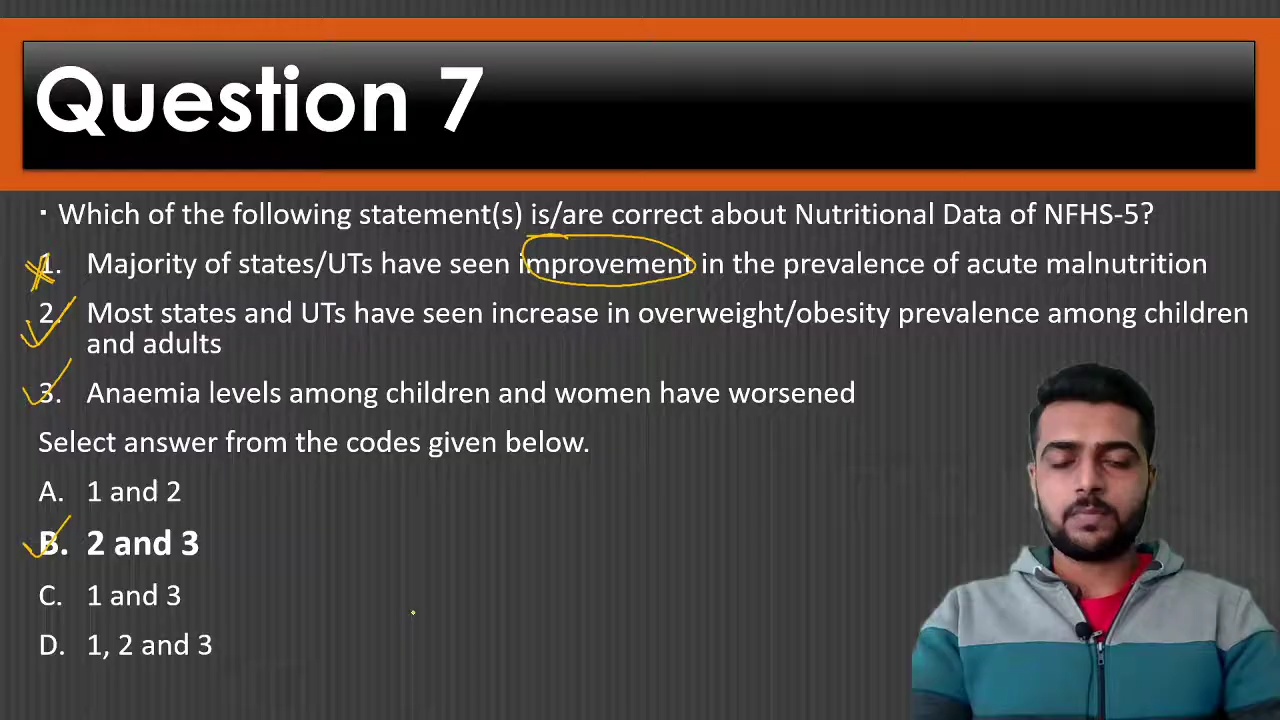 Question 7
· Which of the following statement(s) is/are correct about Nutritional Data of NFHS-5?
1. Majority of states/UTs have seen improvement in the prevalence of acute malnutrition
2. Most states and UTs have seen increase in overweight/obesity prevalence among children
and adults
3. Anaemia levels among children and women have worsened
Select answer from the codes given below.
A. 1 and 2
B. 2 and 3
C. 1 and 3
D. 1, 2 and 3